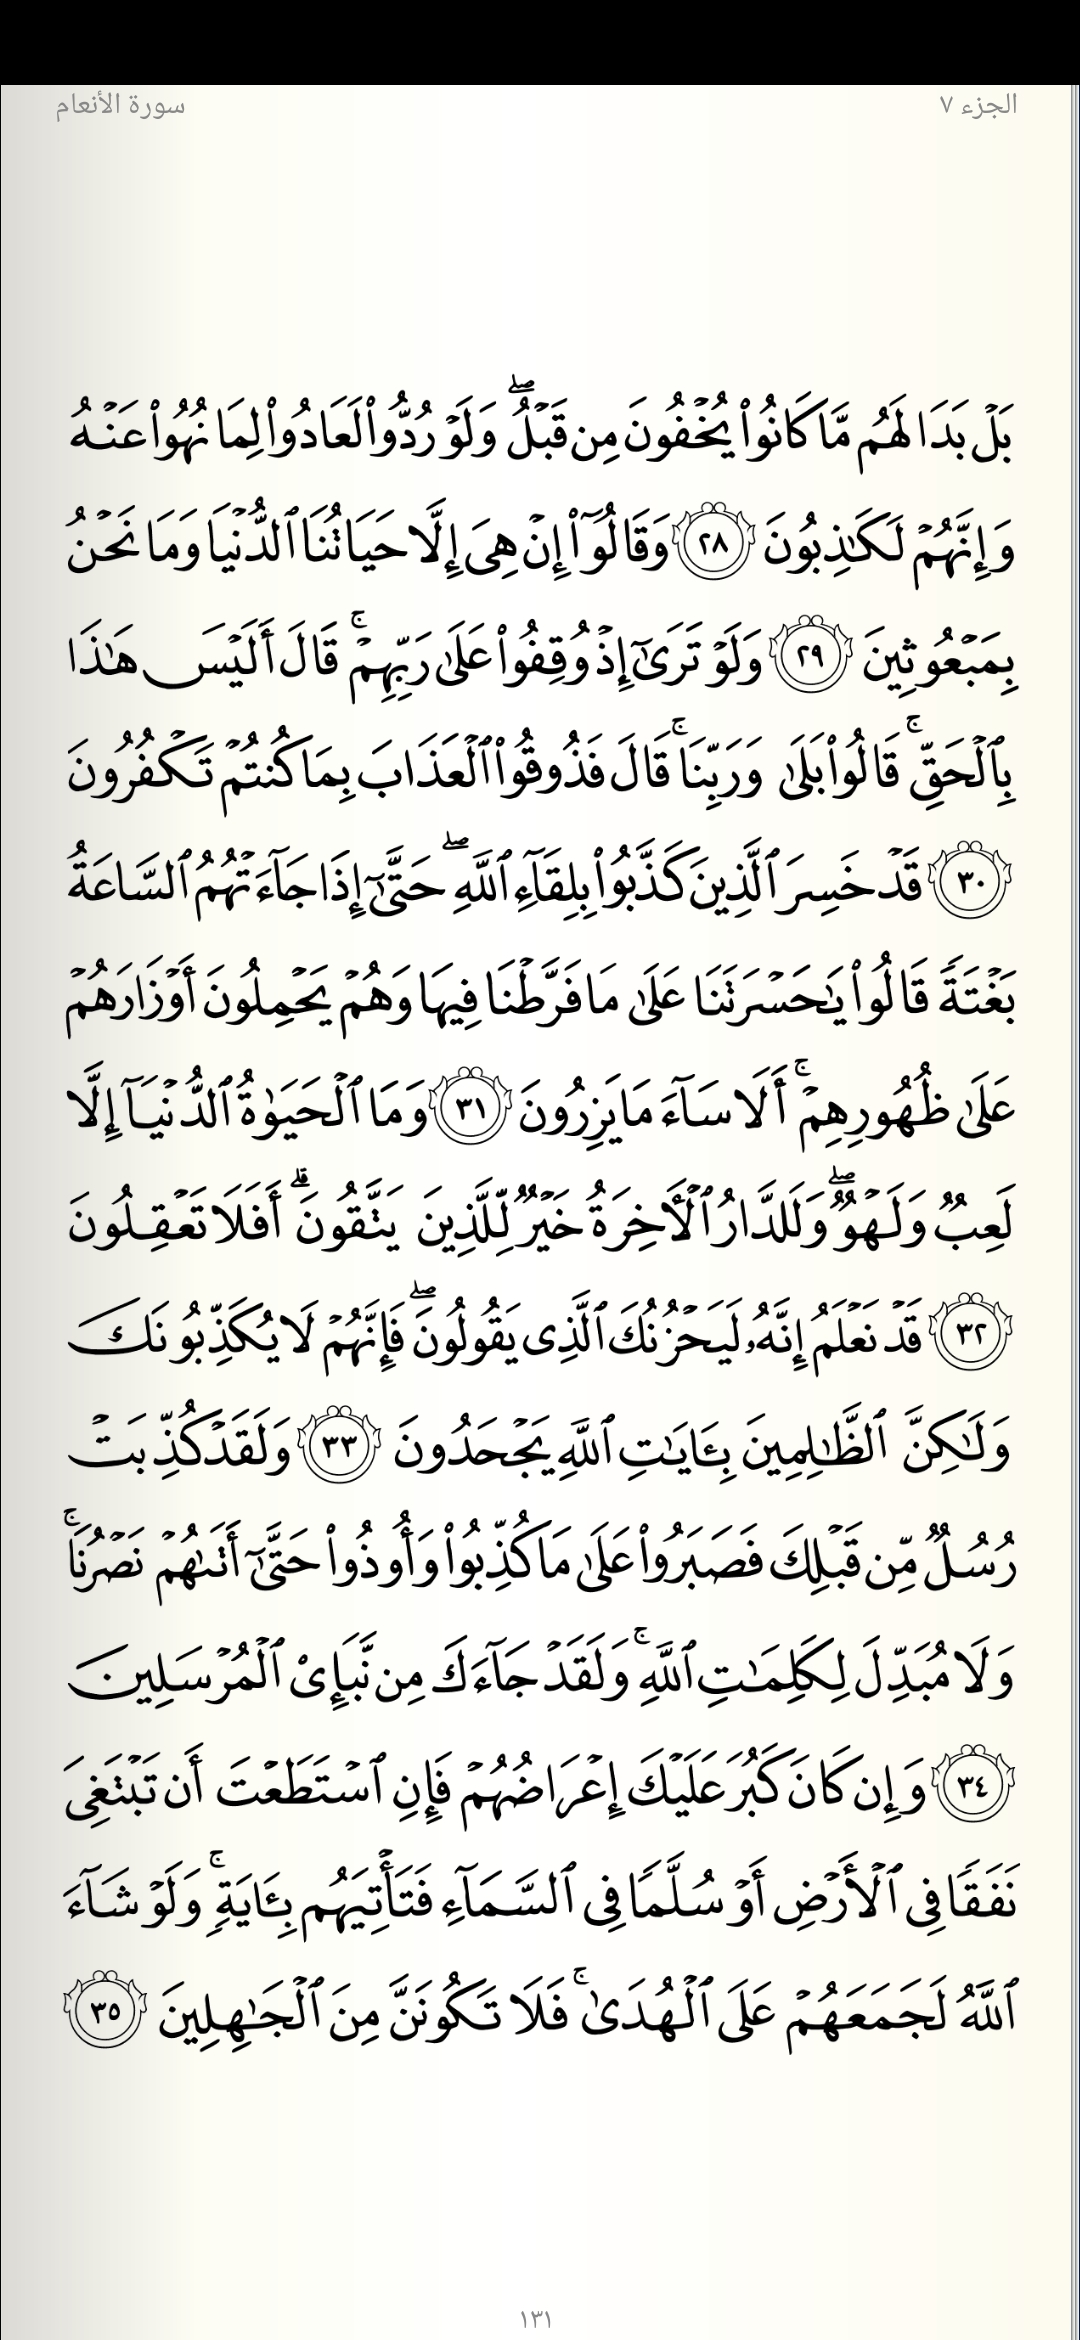 الجزء ٧
سورة الأنعام
بَلۡ بَدَا لَهُم مَّا كَانُواْ يُخۡفُونَ مِن قَبۡلُۖ وَلَوۡ رُدُّواْ لَعَادُواْ لِمَا نُهُواْ عَنۡهُ
وَإِنَّهُمۡ لَكَٰذِبُونَ ٢٨ وَقَالُوٓاْ إِنۡ هِيَ إِلَّا حَيَاتُنَا ٱلدُّنۡيَا وَمَا نَحۡنُ
بِمَبۡعُوثِينَ ٢٩ وَلَوۡ تَرَىٰٓ إِذۡ وُقِفُواْ عَلَىٰ رَبِّهِمۡۚ قَالَ أَلَيۡسَ هَٰذَا
بِٱلۡحَقِّۚ قَالُواْ بَلَىٰ وَرَبِّنَاۚ قَالَ فَذُوقُواْ ٱلۡعَذَابَ بِمَا كُنتُمۡ تَكۡفُرُونَ
٣٠ قَدۡ خَسِرَ ٱلَّذِينَ كَذَّبُواْ بِلِقَآءِ ٱللَّهِۖ حَتَّىٰٓ إِذَا جَآءَتۡهُمُ ٱلسَّاعَةُ
بَغۡتَةٗ قَالُواْ يَٰحَسۡرَتَنَا عَلَىٰ مَا فَرَّطۡنَا فِيهَا وَهُمۡ يَحۡمِلُونَ أَوۡزَارَهُمۡ
عَلَىٰ ظُهُورِهِمۡۚ أَلَا سَآءَ مَا يَزِرُونَ ٣١ وَمَا ٱلۡحَيَوٰةُ ٱلدُّنۡيَآ إِلَّا
لَعِبٞ وَلَهۡوٞۖ وَلَلدَّارُ ٱلۡأٓخِرَةُ خَيۡرٞ لِّلَّذِينَ يَتَّقُونَۚ أَفَلَا تَعۡقِلُونَ
٣٢ قَدۡ نَعۡلَمُ إِنَّهُۥ لَيَحۡزُنُكَ ٱلَّذِي يَقُولُونَۖ فَإِنَّهُمۡ لَا يُكَذِّبُونَكَ
وَلَٰكِنَّ ٱلظَّٰلِمِينَ بِـَٔايَٰتِ ٱللَّهِ يَجۡحَدُونَ ٣٣ وَلَقَدۡ كُذِّبَتۡ
رُسُلٞ مِّن قَبۡلِكَ فَصَبَرُواْ عَلَىٰ مَا كُذِّبُواْ وَأُوذُواْ حَتَّىٰٓ أَتَىٰهُمۡ نَصۡرُنَاۚ
وَلَا مُبَدِّلَ لِكَلِمَٰتِ ٱللَّهِۚ وَلَقَدۡ جَآءَكَ مِن نَّبَإِيْ ٱلۡمُرۡسَلِينَ
٣٤ وَإِن كَانَ كَبُرَ عَلَيۡكَ إِعۡرَاضُهُمۡ فَإِنِ ٱسۡتَطَعۡتَ أَن تَبۡتَغِيَ
نَفَقٗا فِي ٱلۡأَرۡضِ أَوۡ سُلَّمٗا فِي ٱلسَّمَآءِ فَتَأۡتِيَهُم بِـَٔايَةٖۚ وَلَوۡ شَآءَ
ٱللَّهُ لَجَمَعَهُمۡ عَلَى ٱلۡهُدَىٰۚ فَلَا تَكُونَنَّ مِنَ ٱلۡجَٰهِلِينَ ٣٥
١٣١